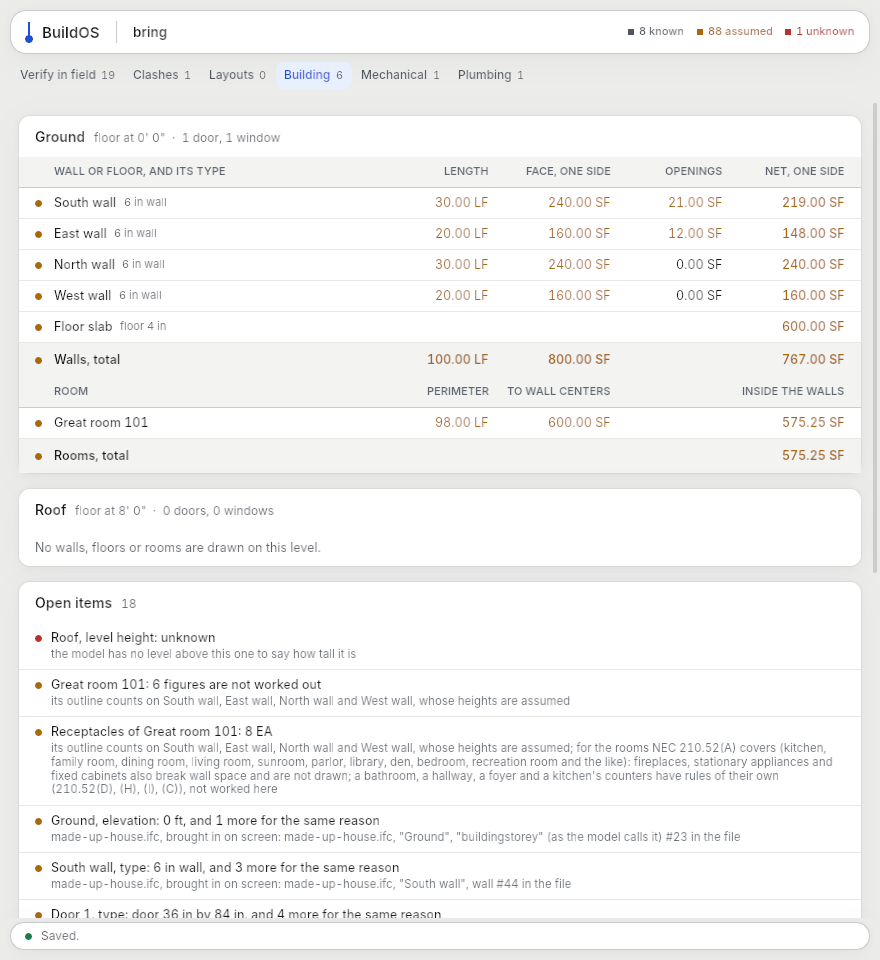 BuildOS bring 8 known 88 assumed 1 unknown
Verify in field 19 Clashes 1 Layouts 0 Building 6 Mechanical 1 Plumbing 1
Ground floor at 0' 0" · 1 door, 1 window
WALL OR FLOOR, AND ITS TYPE LENGTH FACE, ONE SIDE OPENINGS NET, ONE SIDE
South wall 6 in wall 30.00 LF 240.00 SF 21.00 SF 219.00 SF
East wall 6 in wall 20.00 LF 160.00 SF 12.00 SF 148.00 SF
North wall 6 in wall 30.00 LF 240.00 SF 0.00 SF 240.00 SF
West wall 6 in wall 20.00 LF 160.00 SF 0.00 SF 160.00 SF
Floor slab floor 4 in 600.00 SF
Walls, total 100.00 LF 800.00 SF 767.00 SF
ROOM PERIMETER TO WALL CENTERS INSIDE THE WALLS
Great room 101 98.00 LF 600.00 SF 575.25 SF
Rooms, total 575.25 SF
Roof floor at 8' 0" · 0 doors, 0 windows
No walls, floors or rooms are drawn on this level.
Open items 18
Roof, level height: unknown
the model has no level above this one to say how tall it is
Great room 101: 6 figures are not worked out
its outline counts on South wall, East wall, North wall and West wall, whose heights are assumed
Receptacles of Great room 101: 8 EA
its outline counts on South wall, East wall, North wall and West wall, whose heights are assumed; for the rooms NEC 210.52(A) covers (kitchen,
family room, dining room, living room, sunroom, parlor, library, den, bedroom, recreation room and the like): fireplaces, stationary appliances and
fixed cabinets also break wall space and are not drawn; a bathroom, a hallway, a foyer and a kitchen's counters have rules of their own
(210.52(D), (H), (I), (C)), not worked here
Ground, elevation: 0 ft, and 1 more for the same reason
made-up-house.ifc, brought in on screen: made-up-house.ifc, "Ground", "buildingstorey" (as the model calls it) #23 in the file
South wall, type: 6 in wall, and 3 more for the same reason
made-up-house.ifc, brought in on screen: made-up-house.ifc, "South wall", wall #44 in the file
Door 1, type: door 36 in by 84 in, and 4 more for the same reason
Saved.